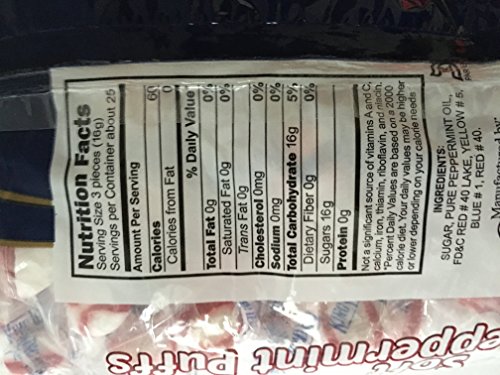 Nutrition Facts
Serving Size 3 pieces (16g)
Servings per Container about 25
Amount Per Serving
Calories 60
Calories from Fat 0
% Daily Value
Total Fat 0g 0%
Saturated Fat 0g 0%
Trans Fat 0g
Cholesterol 0mg 0%
Sodium 0mg 0%
Total Carbohydrate 16g 5%
Dietary Fiber 0g 0%
Sugars 16g
Protein 0g
Not a significant source of vitamins A and C,
calcium, iron, thiamin, riboflavin, and niacin.
*Percent Daily Values are based on a 2000
calorie diet. Your daily values may be higher
or lower depending on your calorie needs
INGREDIENTS:
SUGAR, PURE PEPPERMINT OIL,
FD&C RED # 40 LAKE, YELLOW # 5,
BLUE # 1, RED # 40.
Soft
Peppermint Puffs